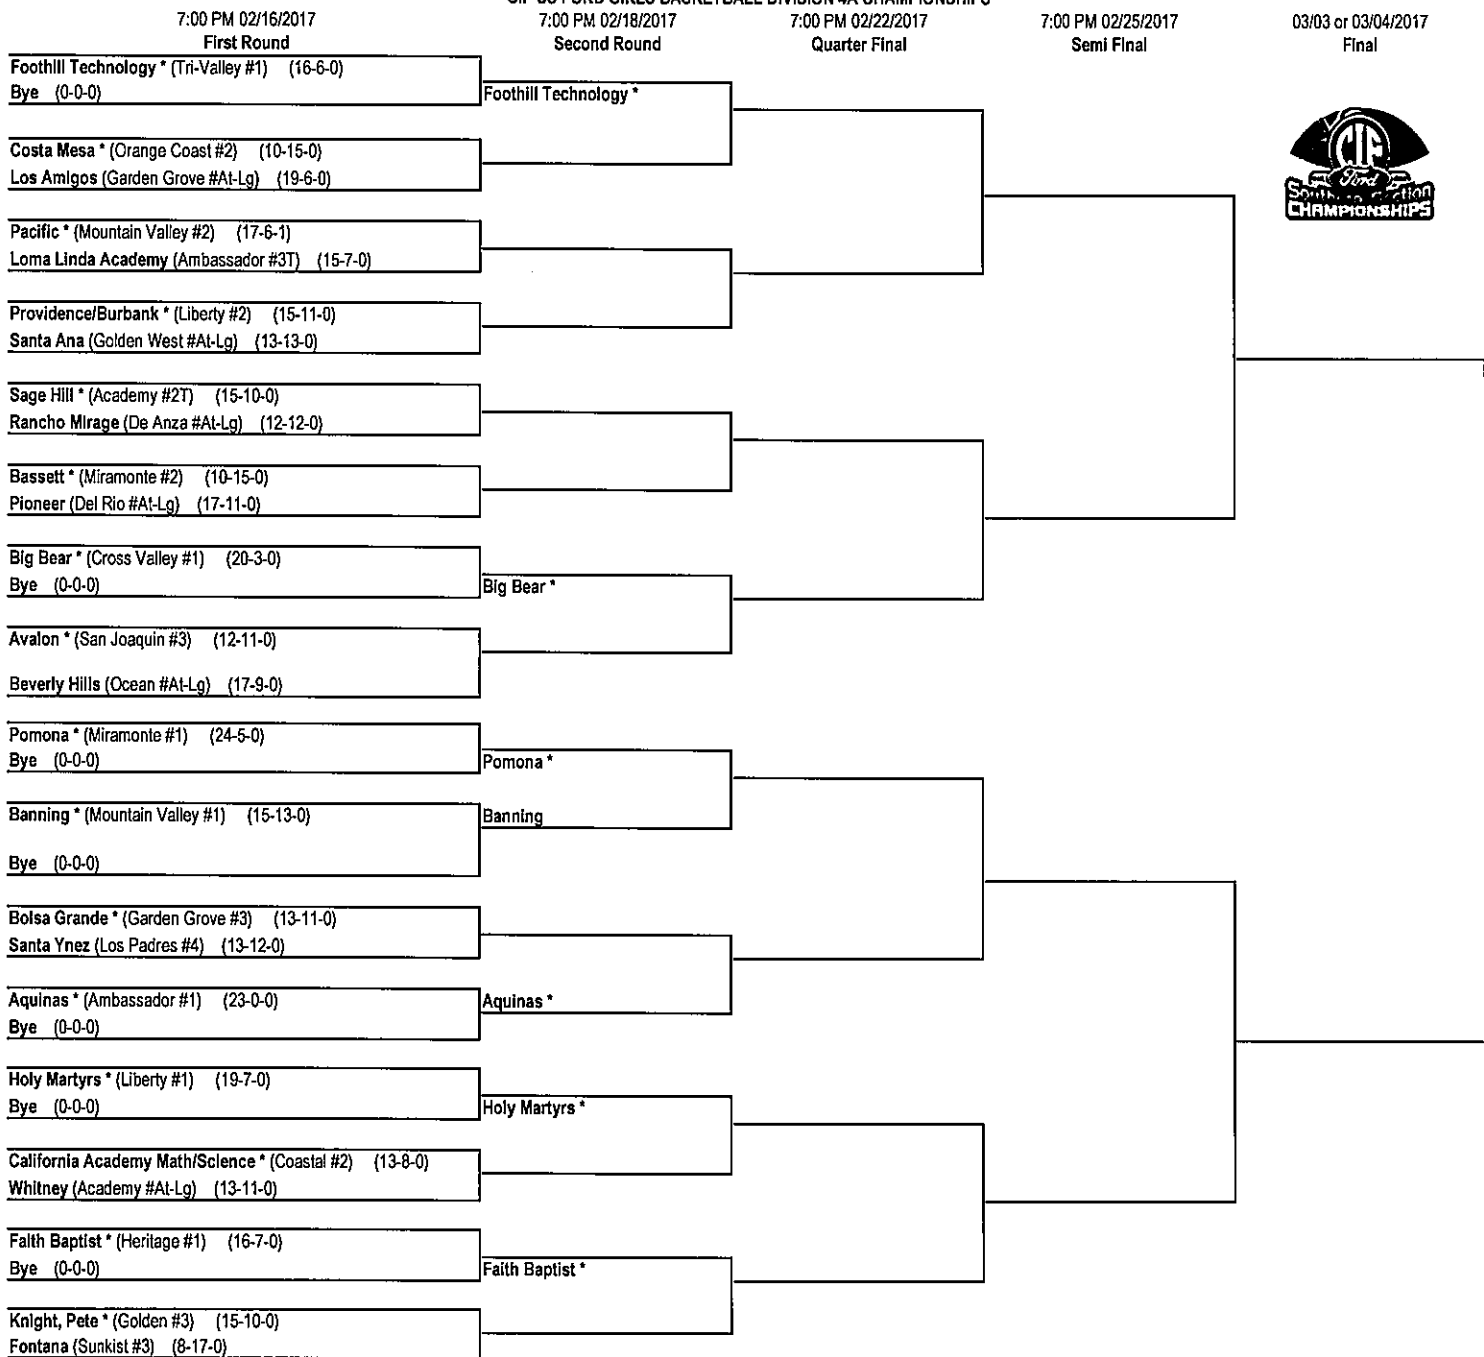 CIF-SS FORD GIRLS BASKETBALL DIVISION 4A CHAMPIONSHIPS
7:00 PM 02/16/2017
First Round
7:00 PM 02/18/2017
Second Round
7:00 PM 02/22/2017
Quarter Final
7:00 PM 02/25/2017
Semi Final
03/03 or 03/04/2017
Final
CIF
Ford
Southern Section
CHAMPIONSHIPS
Foothill Technology * (Tri-Valley #1) (16-6-0)
Bye (0-0-0)
Foothill Technology *
Costa Mesa * (Orange Coast #2) (10-15-0)
Los Amigos (Garden Grove #At-Lg) (19-6-0)
Pacific * (Mountain Valley #2) (17-6-1)
Loma Linda Academy (Ambassador #3T) (15-7-0)
Providence/Burbank * (Liberty #2) (15-11-0)
Santa Ana (Golden West #At-Lg) (13-13-0)
Sage Hill * (Academy #2T) (15-10-0)
Rancho Mirage (De Anza #At-Lg) (12-12-0)
Bassett * (Miramonte #2) (10-15-0)
Pioneer (Del Rio #At-Lg) (17-11-0)
Big Bear * (Cross Valley #1) (20-3-0)
Bye (0-0-0)
Big Bear *
Avalon * (San Joaquin #3) (12-11-0)
Beverly Hills (Ocean #At-Lg) (17-9-0)
Pomona * (Miramonte #1) (24-5-0)
Bye (0-0-0)
Pomona *
Banning * (Mountain Valley #1) (15-13-0)
Bye (0-0-0)
Banning
Bolsa Grande * (Garden Grove #3) (13-11-0)
Santa Ynez (Los Padres #4) (13-12-0)
Aquinas * (Ambassador #1) (23-0-0)
Bye (0-0-0)
Aquinas *
Holy Martyrs * (Liberty #1) (19-7-0)
Bye (0-0-0)
Holy Martyrs *
California Academy Math/Science * (Coastal #2) (13-8-0)
Whitney (Academy #At-Lg) (13-11-0)
Faith Baptist * (Heritage #1) (16-7-0)
Bye (0-0-0)
Faith Baptist *
Knight, Pete * (Golden #3) (15-10-0)
Fontana (Sunkist #3) (8-17-0)